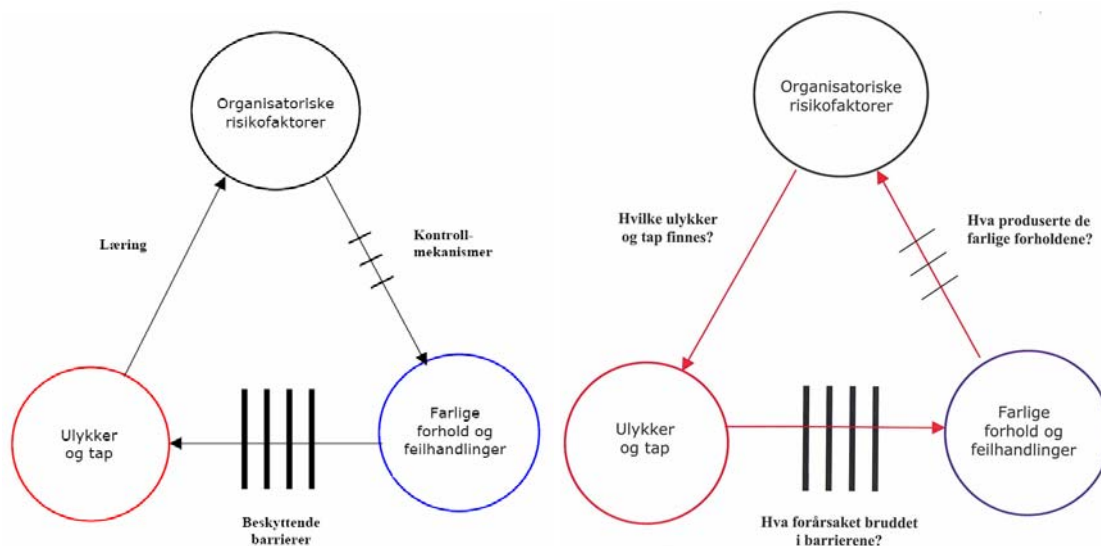 Organisatoriske
risikofaktorer
Læring
Kontroll-
mekanismer
Ulykker
og tap
Farlige
forhold og
feilhandlinger
Beskyttende
barrierer
Organisatoriske
risikofaktorer
Hvilke ulykker
og tap finnes?
Hva produserte de
farlige forholdene?
Ulykker
og tap
Farlige
forhold og
feilhandlinger
Hva forårsaket bruddet
i barrierene?